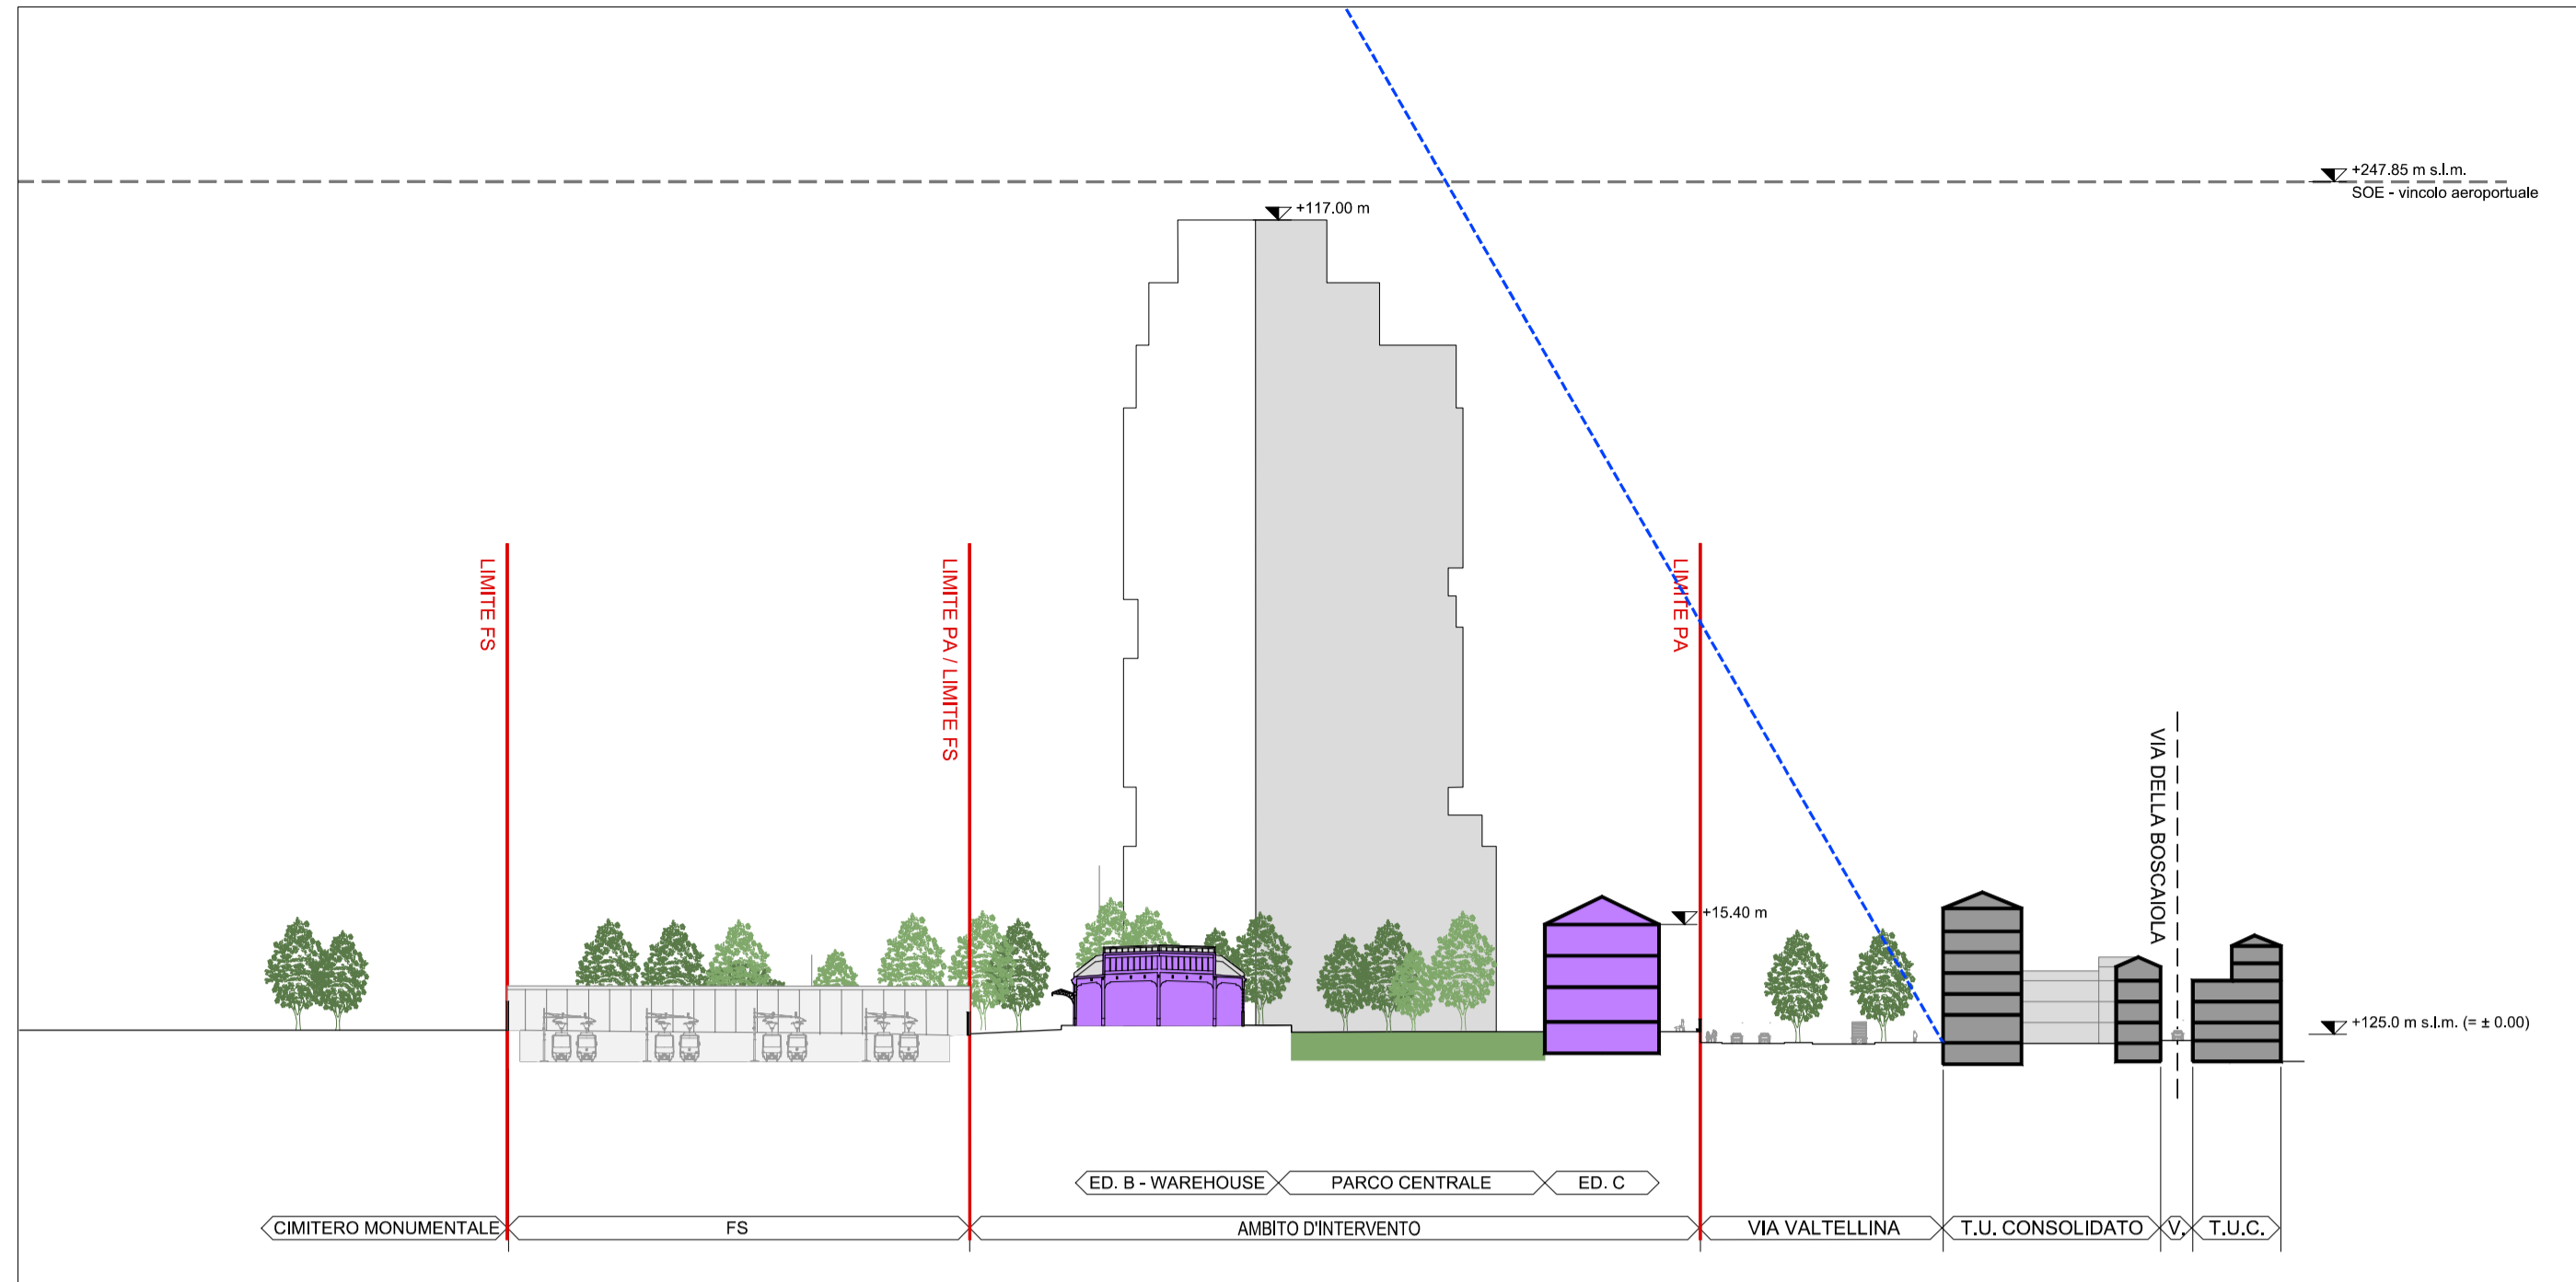 +247.85 m s.l.m.
SOE - vincolo aeroportuale
+117.00 m
LIMITE FS
LIMITE PA / LIMITE FS
LIMITE PA
VIA DELLA BOSCAIOLA
+15.40 m
+125.0 m s.l.m. (= ± 0.00)
ED. B - WAREHOUSE
PARCO CENTRALE
ED. C
CIMITERO MONUMENTALE
FS
AMBITO D'INTERVENTO
VIA VALTELLINA
T.U. CONSOLIDATO
V.
T.U.C.